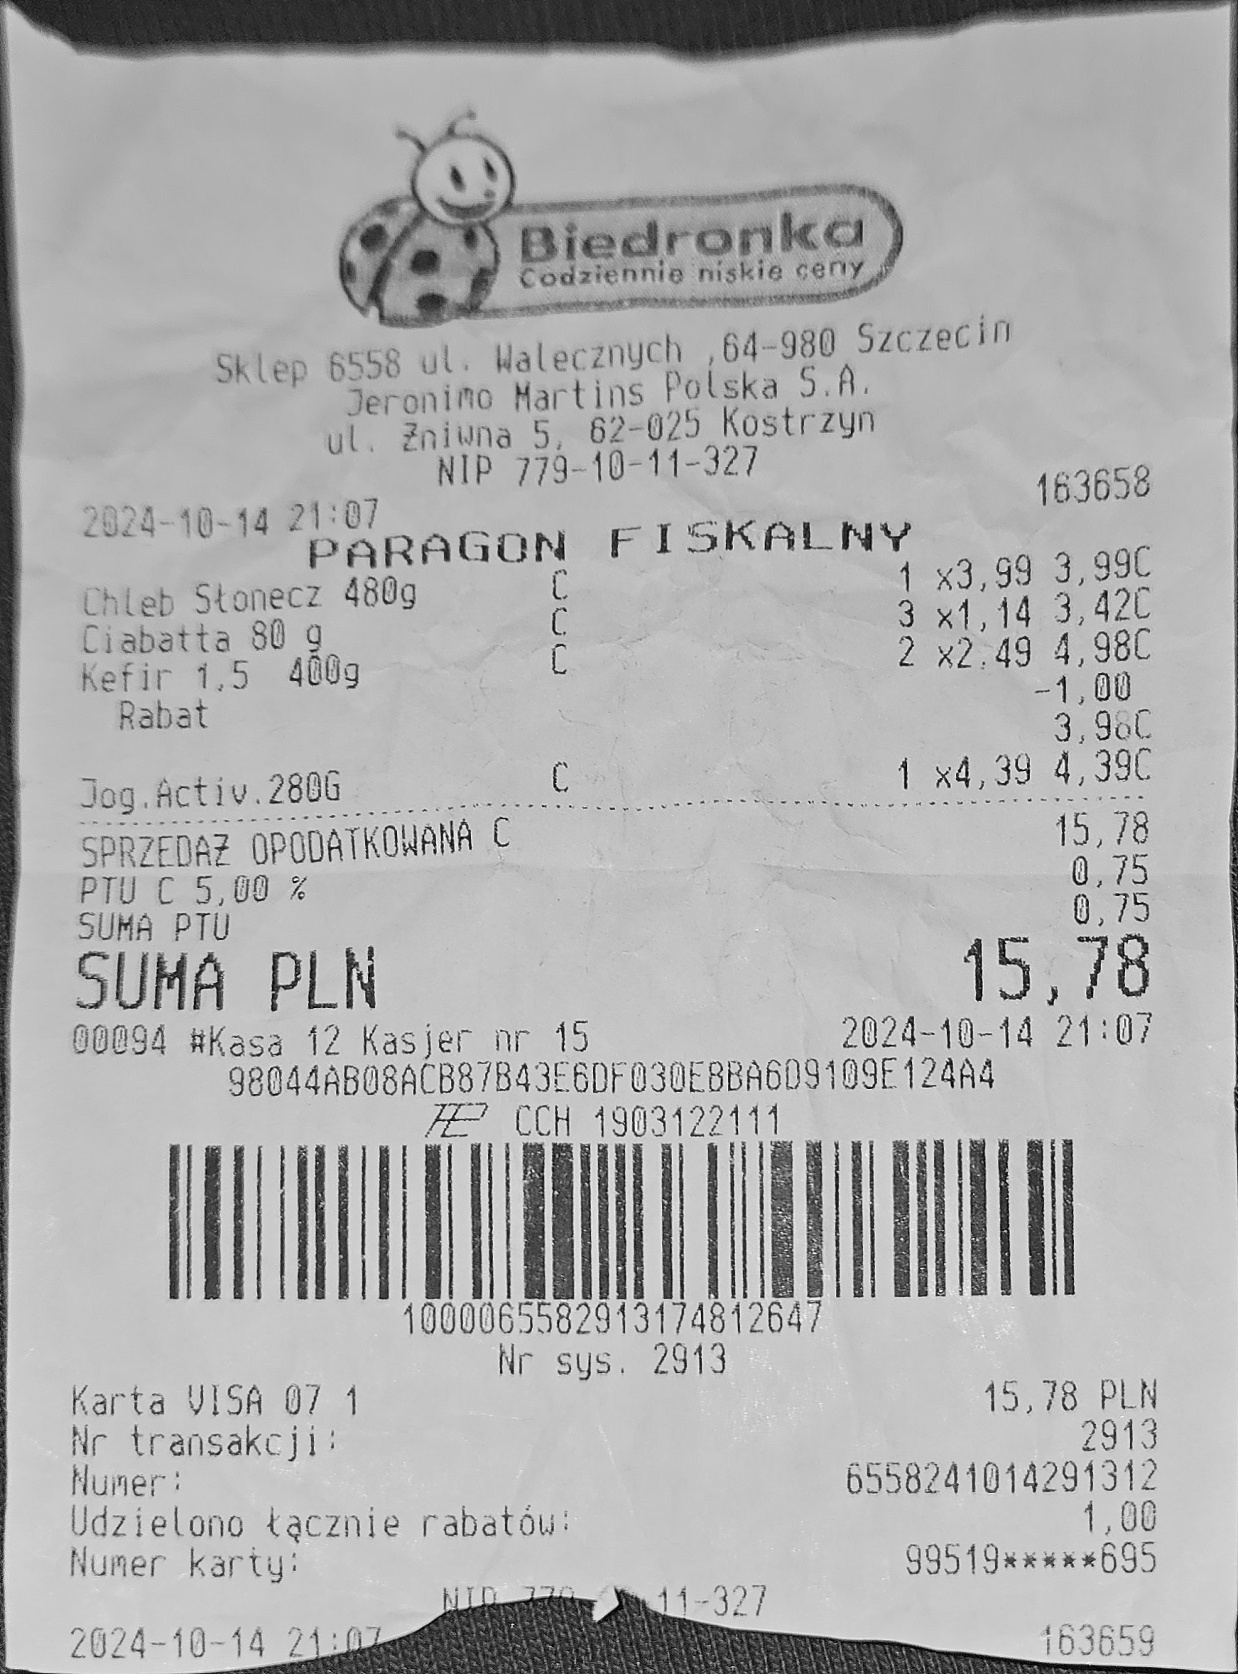 Biedronka
Codziennie niskie ceny
Sklep 6558 ul. Walecznych ,64-980 Szczecin
Jeronimo Martins Polska S.A.
ul. Żniwna 5, 62-025 Kostrzyn
NIP 779-10-11-327
2024-10-14 21:07 163658
PARAGON FISKALNY
Chleb Słonecz 480g C 1 x3,99 3,99C
Ciabatta 80 g C 3 x1,14 3,42C
Kefir 1,5 400g C 2 x2.49 4,98C
Rabat -1,00
3,98C
Jog.Activ.280G C 1 x4,39 4,39C
SPRZEDAŻ OPODATKOWANA C 15,78
PTU C 5,00 % 0,75
SUMA PTU 0,75
SUMA PLN 15,78
00094 #Kasa 12 Kasjer nr 15 2024-10-14 21:07
98044AB08ACB87B43E6DF030EBBA6D9109E124A4
CCH 1903122111
1000065582913174812647
Nr sys. 2913
Karta VISA 07 1 15,78 PLN
Nr transakcji: 2913
Numer: 6558241014291312
Udzielono łącznie rabatów: 1,00
Numer karty: 99519*****695
NIP 779 11-327
2024-10-14 21:07 163659